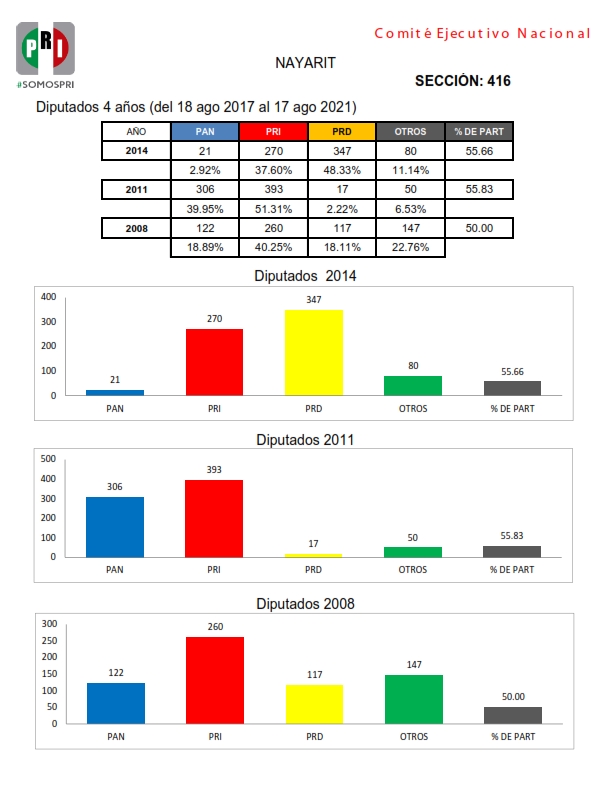 PRI
#SOMOSPRI
Comité Ejecutivo Nacional
NAYARIT
SECCIÓN: 416
Diputados 4 años (del 18 ago 2017 al 17 ago 2021)
AÑO PAN PRI PRD OTROS % DE PART
2014 21 270 347 80 55.66
2.92% 37.60% 48.33% 11.14%
2011 306 393 17 50 55.83
39.95% 51.31% 2.22% 6.53%
2008 122 260 117 147 50.00
18.89% 40.25% 18.11% 22.76%
Diputados 2014
400
300
200
100
0
21 270 347 80 55.66
PAN PRI PRD OTROS % DE PART
Diputados 2011
500
400
300
200
100
0
306 393 17 50 55.83
PAN PRI PRD OTROS % DE PART
Diputados 2008
300
250
200
150
100
50
0
122 260 117 147 50.00
PAN PRI PRD OTROS % DE PART